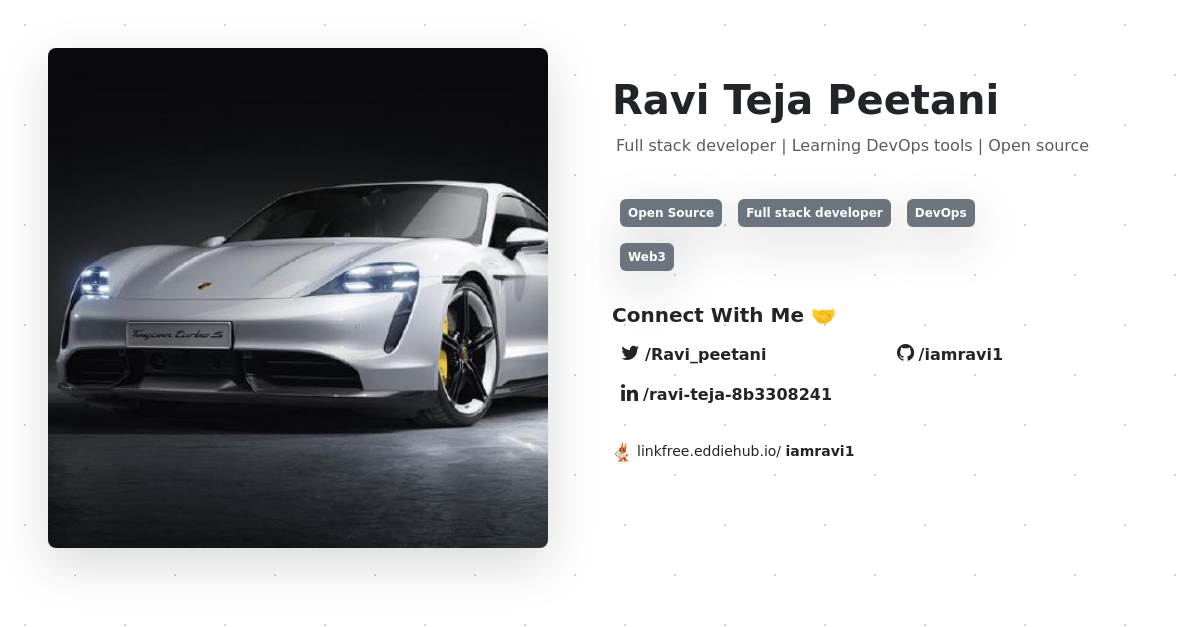 Ravi Teja Peetani
Full stack developer | Learning DevOps tools | Open source
Open Source Full stack developer DevOps
Web3
Connect With Me 🤝
/Ravi_peetani /iamravi1
/ravi-teja-8b3308241
linkfree.eddiehub.io/ iamravi1
Taycan turbo S